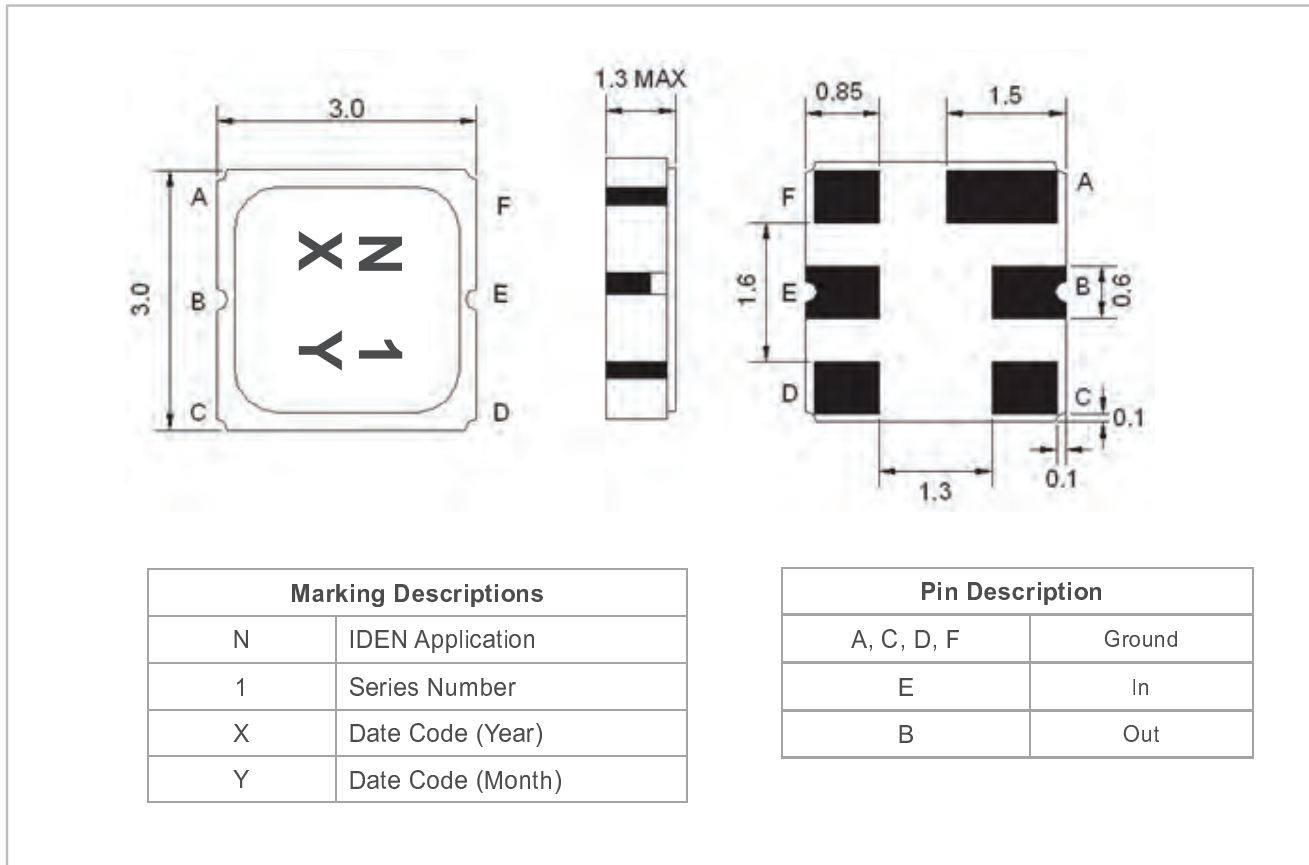 1.3 MAX
3.0
0.85
1.5
A
F
F
A
N
X
3.0
B
E
1.6
E
B
0.6
1
Y
C
D
D
C
0.1
0.1
1.3
Marking Descriptions
N IDEN Application
1 Series Number
X Date Code (Year)
Y Date Code (Month)
Pin Description
A, C, D, F Ground
E In
B Out